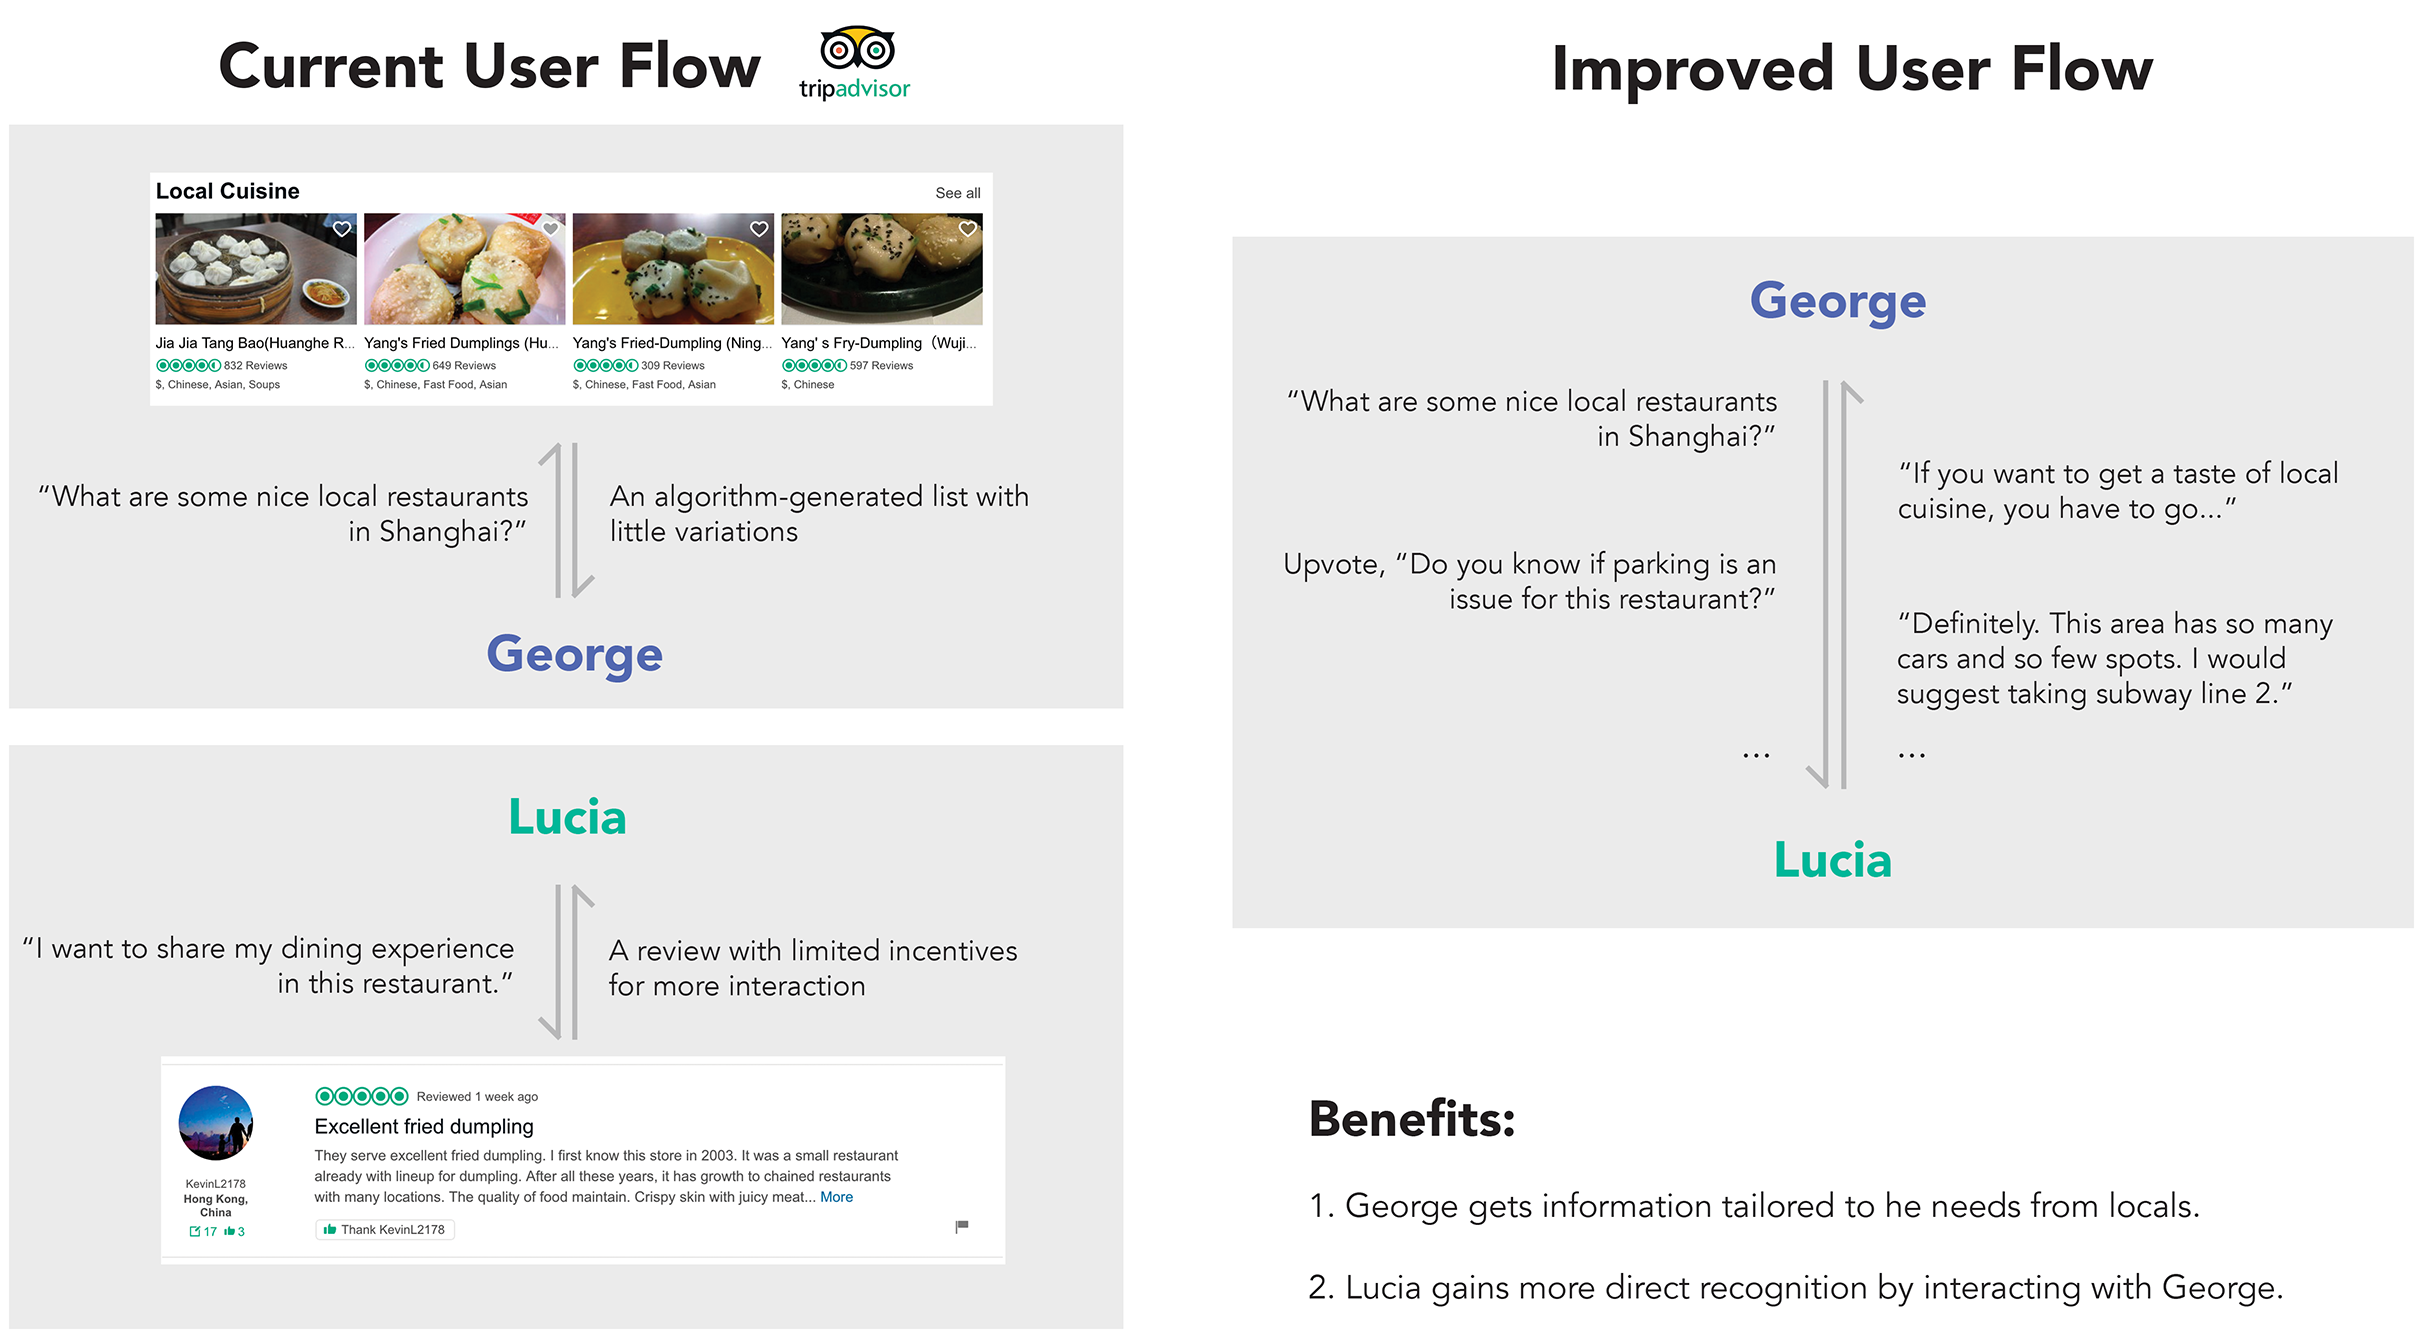 Current User Flow
tripadvisor
Local Cuisine
See all
Jia Jia Tang Bao(Huanghe R...
832 Reviews
$, Chinese, Asian, Soups
Yang's Fried Dumplings (Hu...
649 Reviews
$, Chinese, Fast Food, Asian
Yang's Fried-Dumpling (Ning...
309 Reviews
$, Chinese, Fast Food, Asian
Yang' s Fry-Dumpling（Wuji...
597 Reviews
$, Chinese
“What are some nice local restaurants
in Shanghai?”
An algorithm-generated list with
little variations
George
Lucia
“I want to share my dining experience
in this restaurant.”
A review with limited incentives
for more interaction
KevinL2178
Hong Kong,
China
17 3
Reviewed 1 week ago
Excellent fried dumpling
They serve excellent fried dumpling. I first know this store in 2003. It was a small restaurant
already with lineup for dumpling. After all these years, it has growth to chained restaurants
with many locations. The quality of food maintain. Crispy skin with juicy meat... More
Thank KevinL2178
Improved User Flow
George
“What are some nice local restaurants
in Shanghai?”
“If you want to get a taste of local
cuisine, you have to go...”
Upvote, “Do you know if parking is an
issue for this restaurant?”
“Definitely. This area has so many
cars and so few spots. I would
suggest taking subway line 2.”
...
...
Lucia
Benefits:
1. George gets information tailored to he needs from locals.
2. Lucia gains more direct recognition by interacting with George.